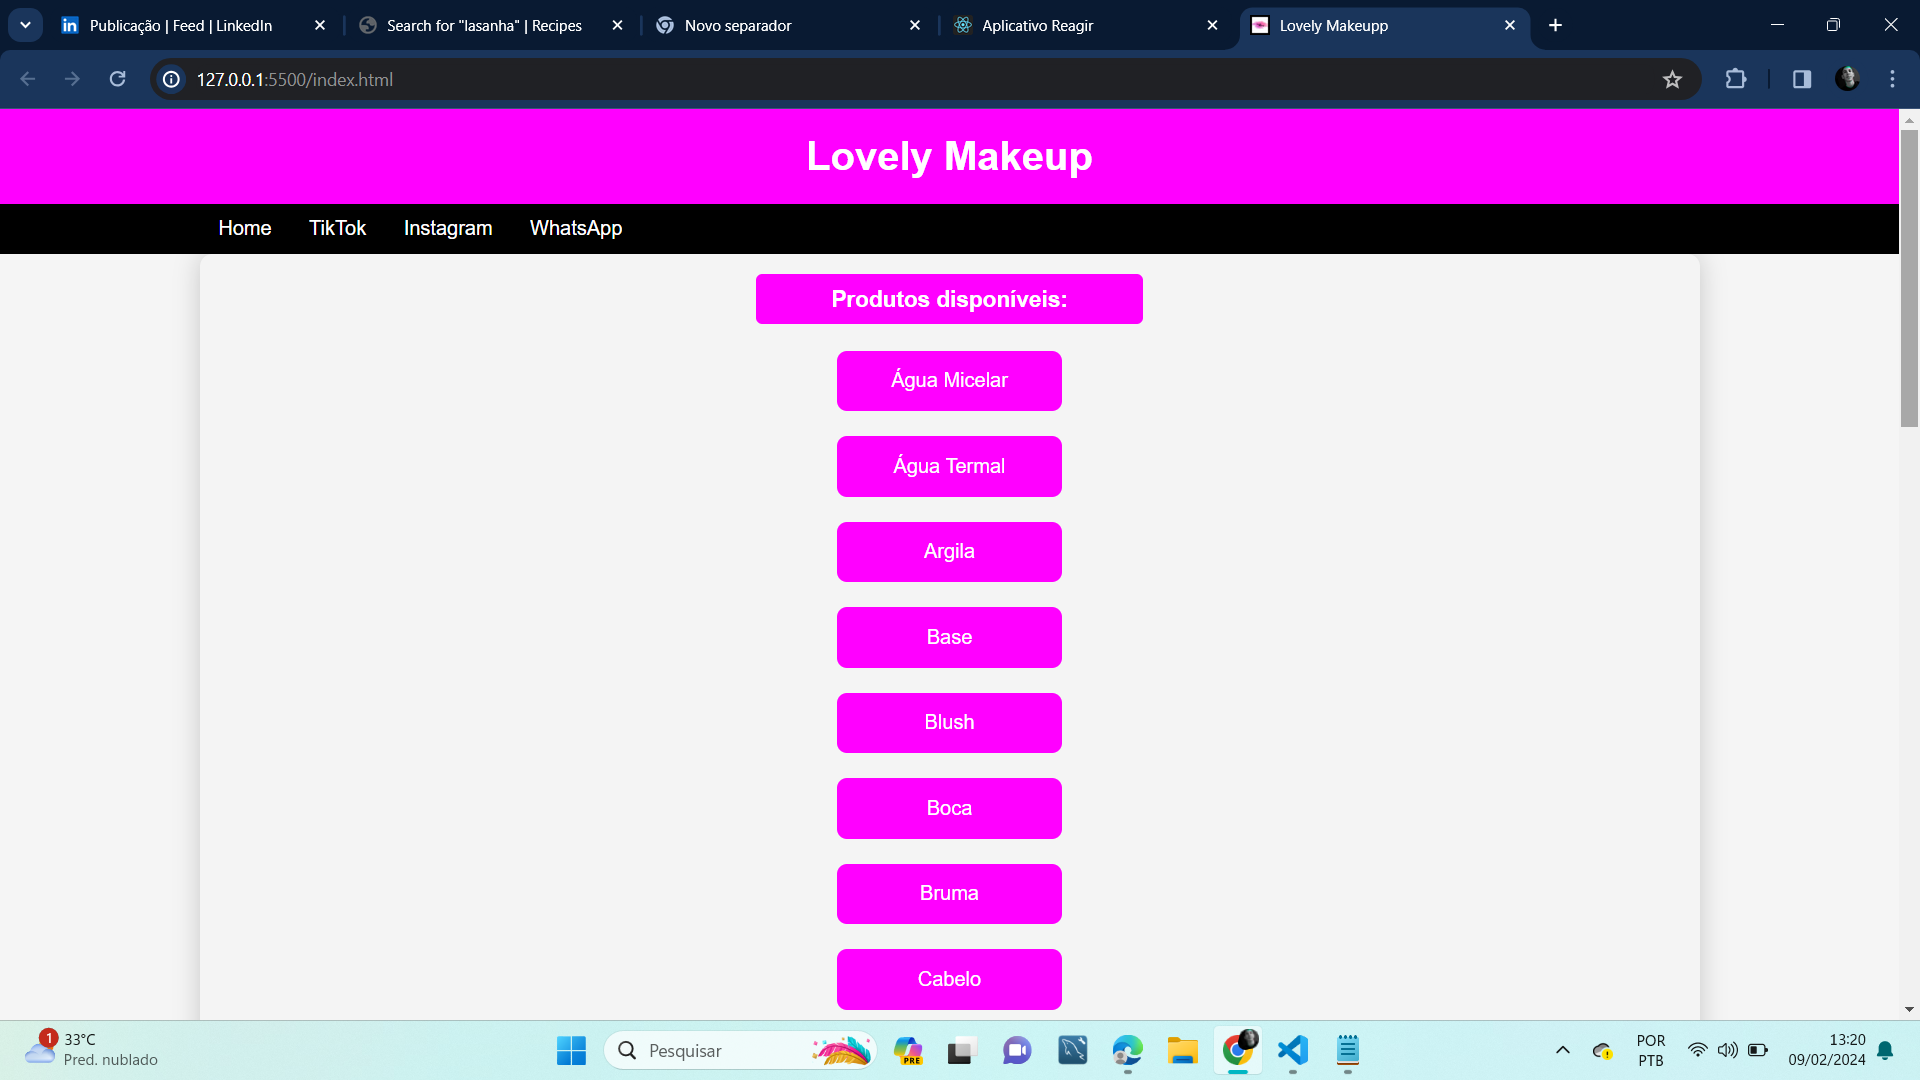 Publicação | Feed | LinkedIn
Search for "lasanha" | Recipes
Novo separador
Aplicativo Reagir
Lovely Makeupp
127.0.0.1:5500/index.html
Lovely Makeup
Home TikTok Instagram WhatsApp
Produtos disponíveis:
Água Micelar
Água Termal
Argila
Base
Blush
Boca
Bruma
Cabelo
1
33°C
Pred. nublado
Pesquisar
PRE
POR
PTB
13:20
09/02/2024